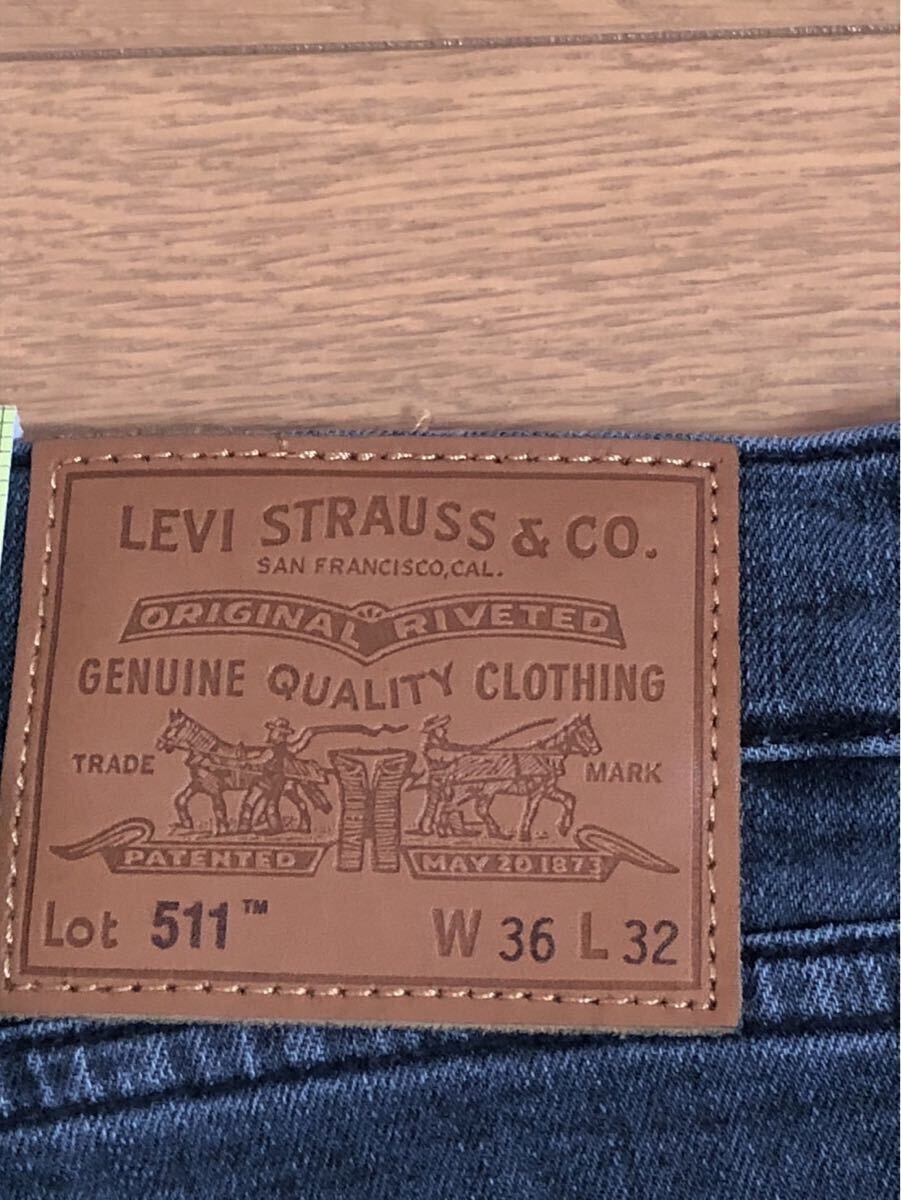 LEVI STRAUSS & CO.
SAN FRANCISCO, CAL.
ORIGINAL RIVETED
GENUINE QUALITY CLOTHING
TRADE MARK
PATENTED MAY 20 1873
Lot 511™ W 36 L 32